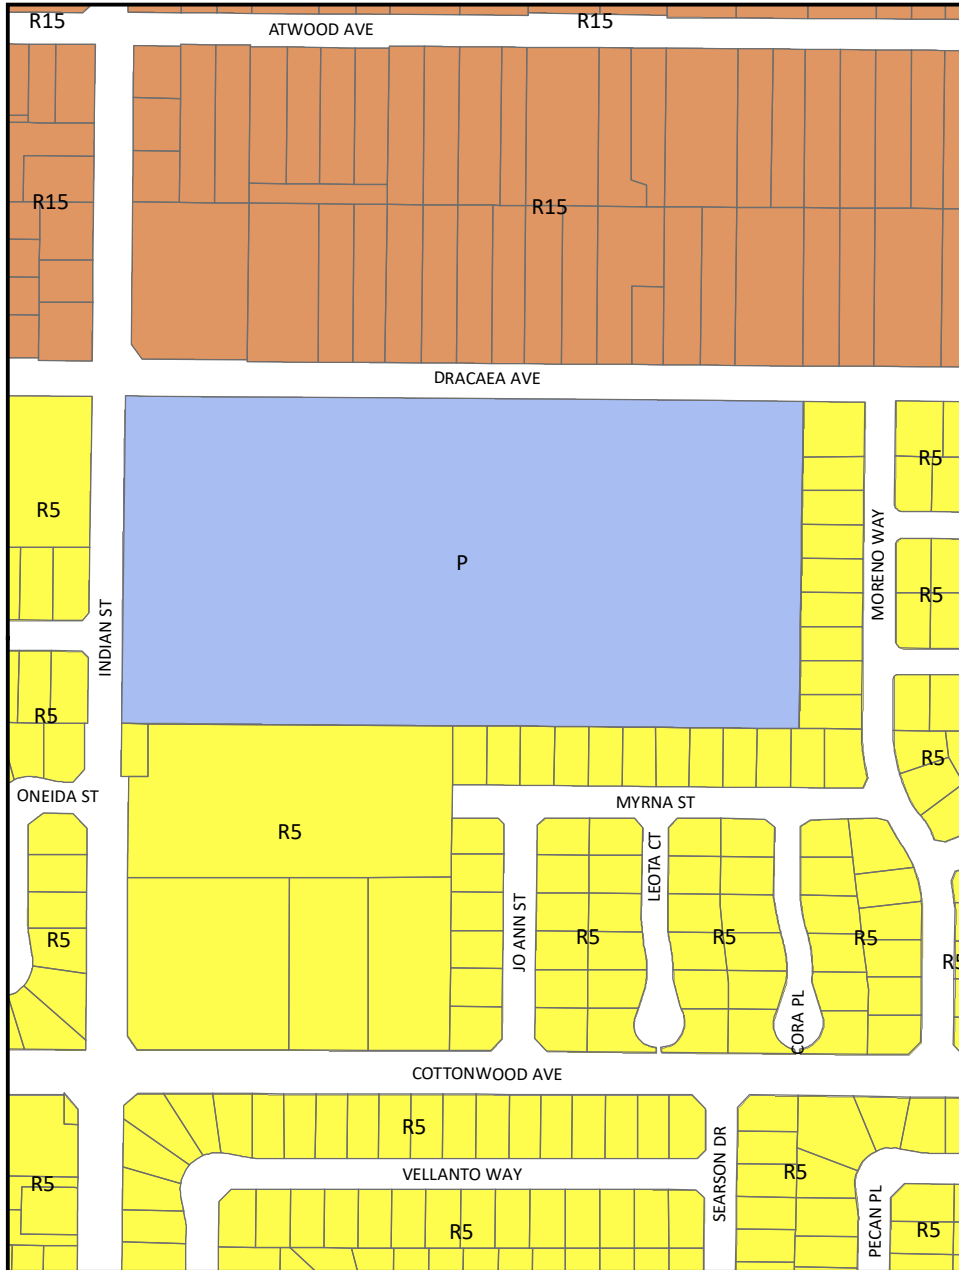 R15
R15
ATWOOD AVE
R15
R15
DRACAEA AVE
R5
R5
P
MORENO WAY
R5
INDIAN ST
R5
R5
ONEIDA ST
MYRNA ST
R5
LEOTA CT
JO ANN ST
R5
R5
R5
R5
R5
CORA PL
COTTONWOOD AVE
R5
SEARSON DR
VELLANTO WAY
R5
R5
PECAN PL
R5
R5